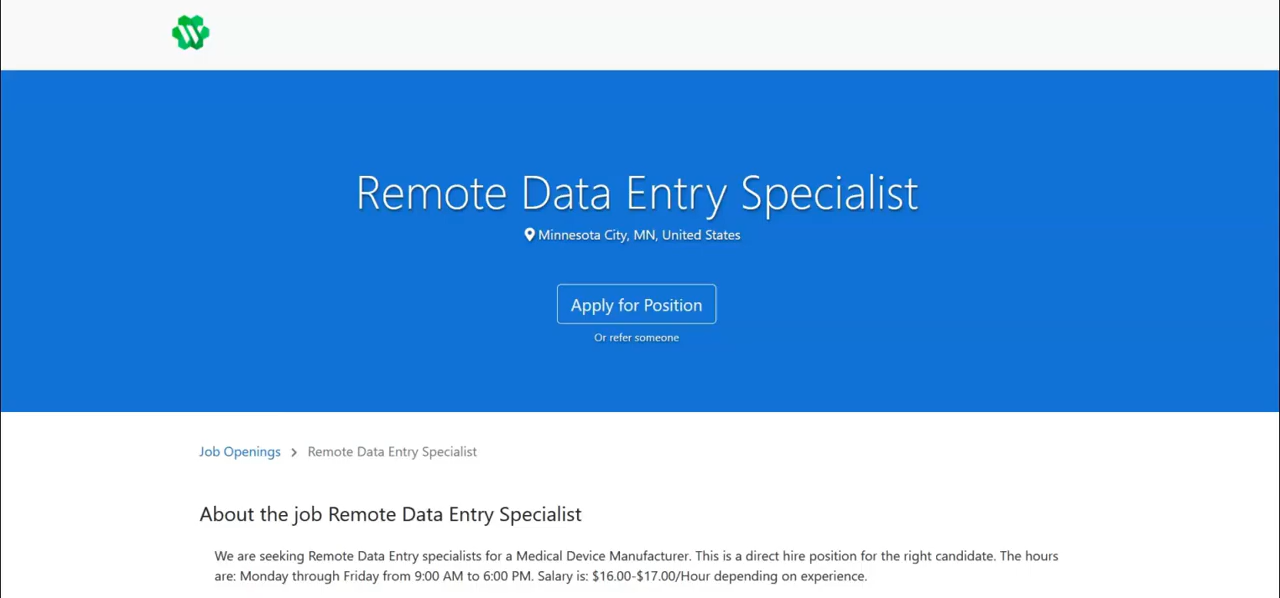 W
Remote Data Entry Specialist
Minnesota City, MN, United States
Apply for Position
Or refer someone
Job Openings > Remote Data Entry Specialist
About the job Remote Data Entry Specialist
We are seeking Remote Data Entry specialists for a Medical Device Manufacturer. This is a direct hire position for the right candidate. The hours
are: Monday through Friday from 9:00 AM to 6:00 PM. Salary is: $16.00-$17.00/Hour depending on experience.